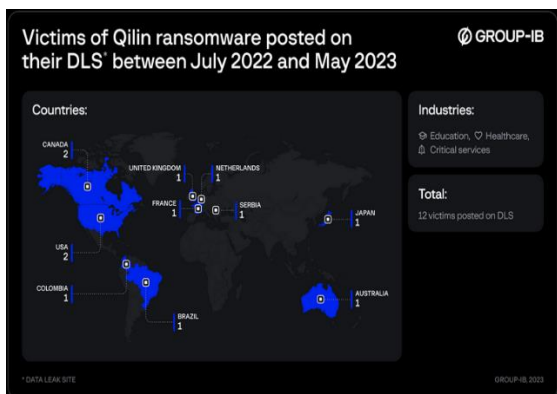 Victims of Qilin ransomware posted on
their DLS* between July 2022 and May 2023
GROUP-IB
Countries:
CANADA
2
UNITED KINGDOM
1
NETHERLANDS
1
FRANCE
1
SERBIA
1
JAPAN
1
USA
2
COLOMBIA
1
BRAZIL
1
AUSTRALIA
1
Industries:
Education, Healthcare,
Critical services
Total:
12 victims posted on DLS
* DATA LEAK SITE
GROUP-IB, 2023